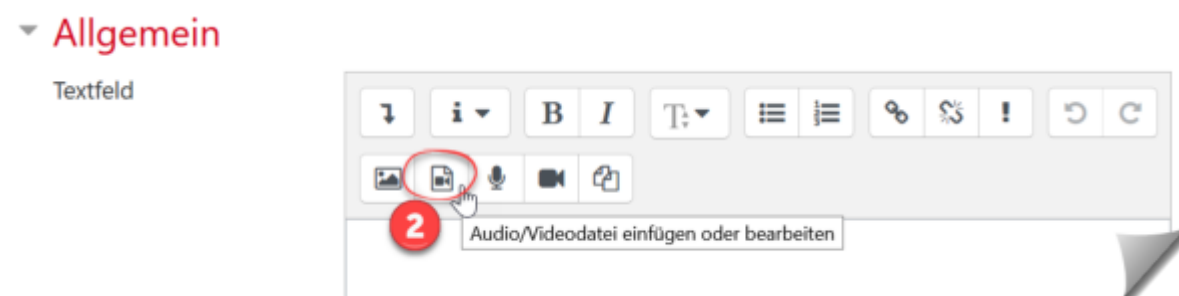 Allgemein
Textfeld
i B I T
2
Audio/Videodatei einfügen oder bearbeiten